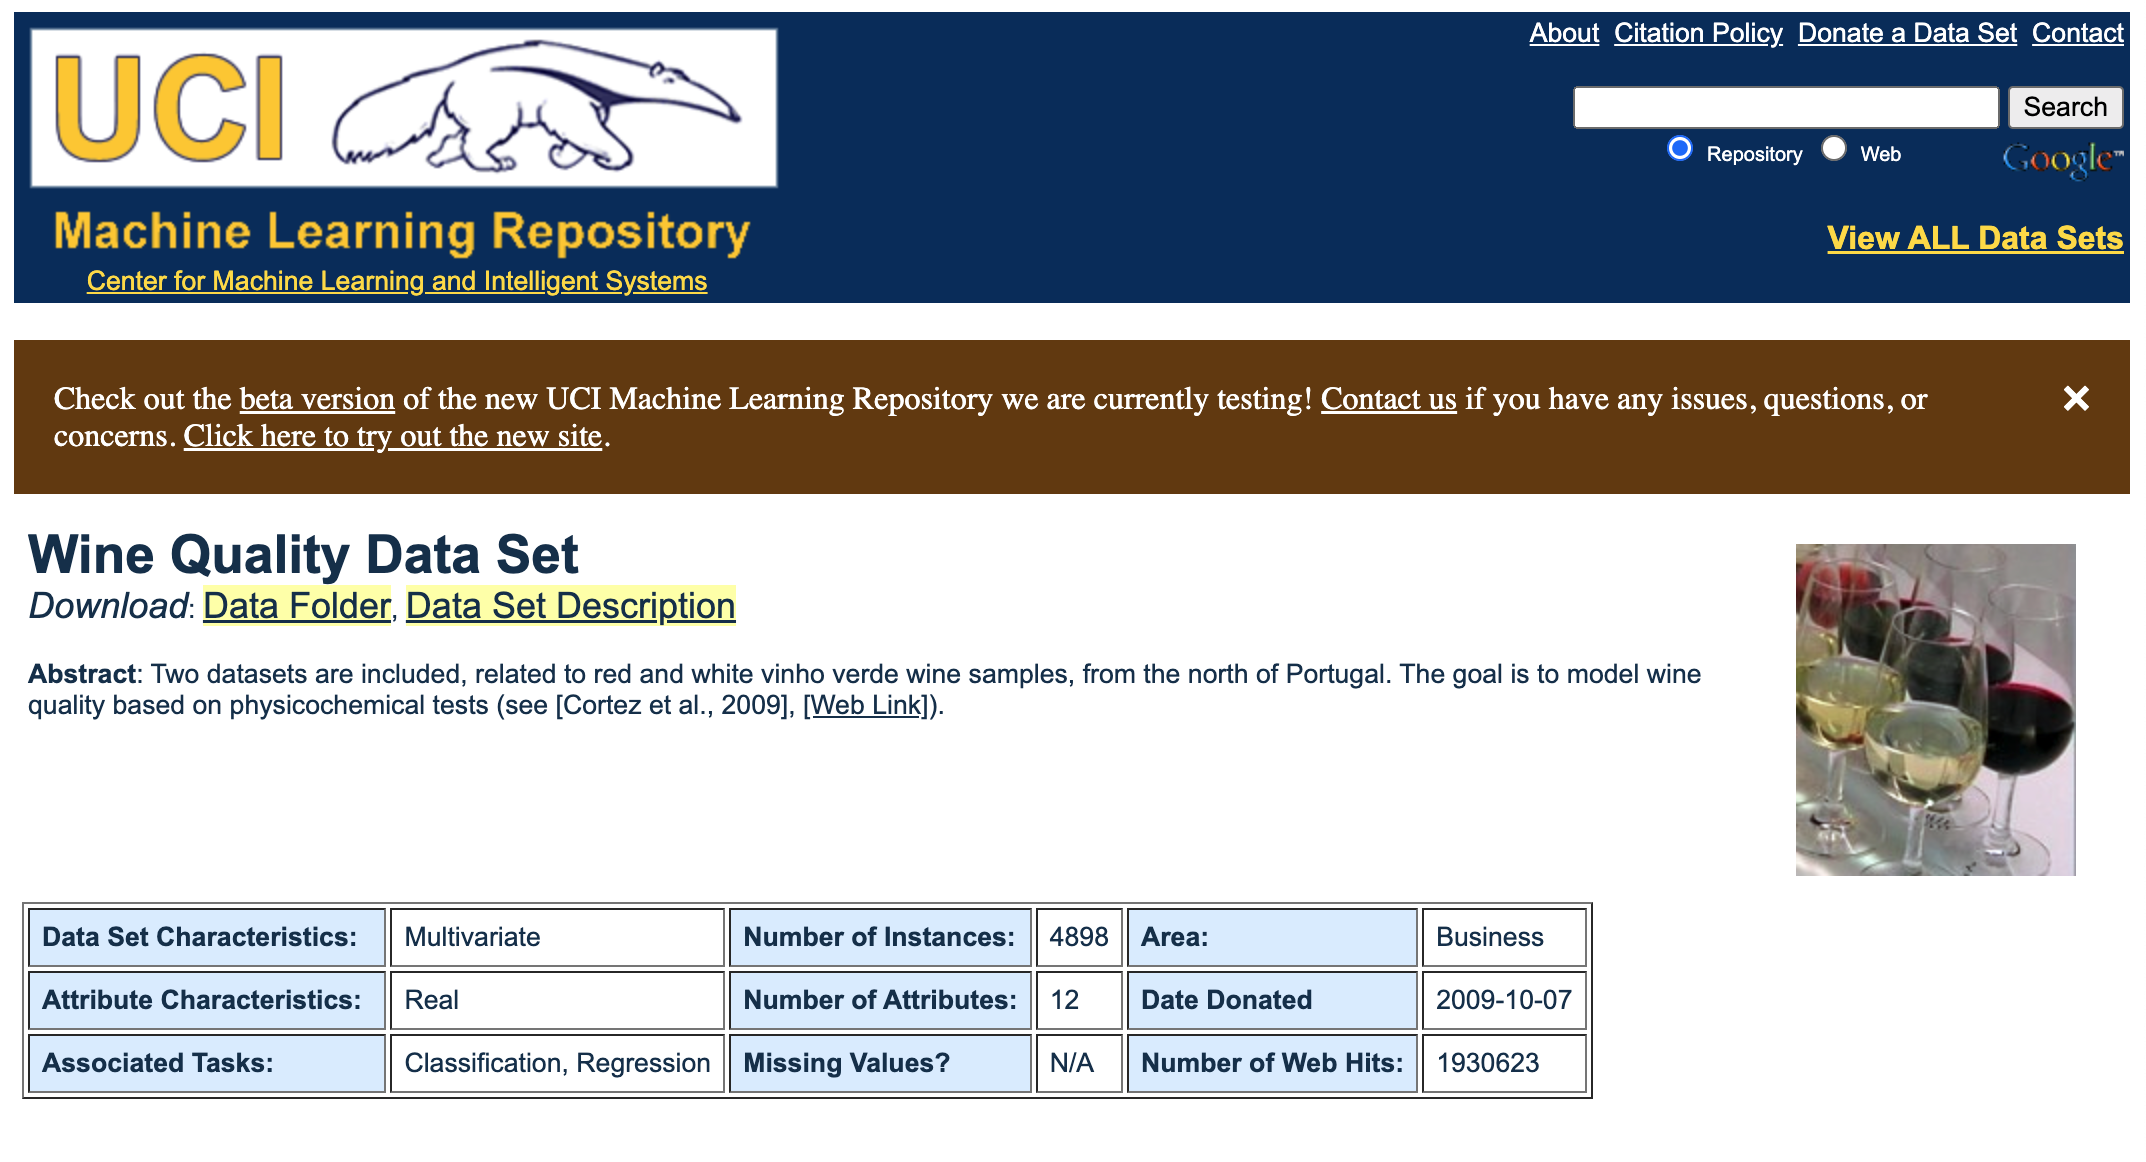 UCI
About Citation Policy Donate a Data Set Contact
Search
Repository Web Google™
Machine Learning Repository
View ALL Data Sets
Center for Machine Learning and Intelligent Systems
Check out the beta version of the new UCI Machine Learning Repository we are currently testing! Contact us if you have any issues, questions, or
concerns. Click here to try out the new site.
×
Wine Quality Data Set
Download: Data Folder, Data Set Description
Abstract: Two datasets are included, related to red and white vinho verde wine samples, from the north of Portugal. The goal is to model wine
quality based on physicochemical tests (see [Cortez et al., 2009], [Web Link]).
Data Set Characteristics: Multivariate Number of Instances: 4898 Area: Business
Attribute Characteristics: Real Number of Attributes: 12 Date Donated 2009-10-07
Associated Tasks: Classification, Regression Missing Values? N/A Number of Web Hits: 1930623